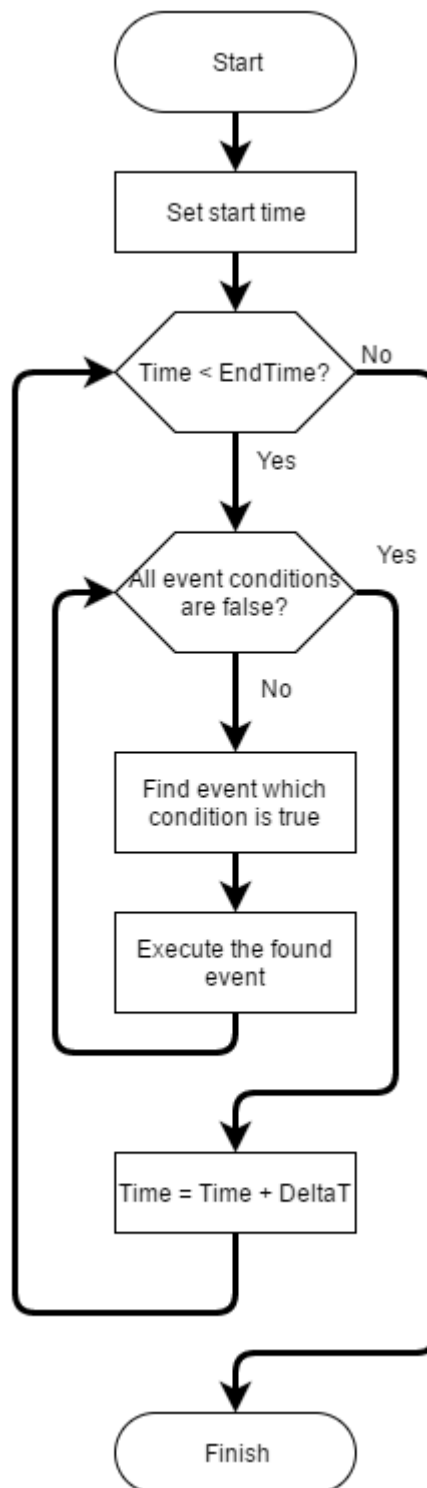 Start
Set start time
Time < EndTime?
No
Yes
All event conditions
are false?
Yes
No
Find event which
condition is true
Execute the found
event
Time = Time + DeltaT
Finish